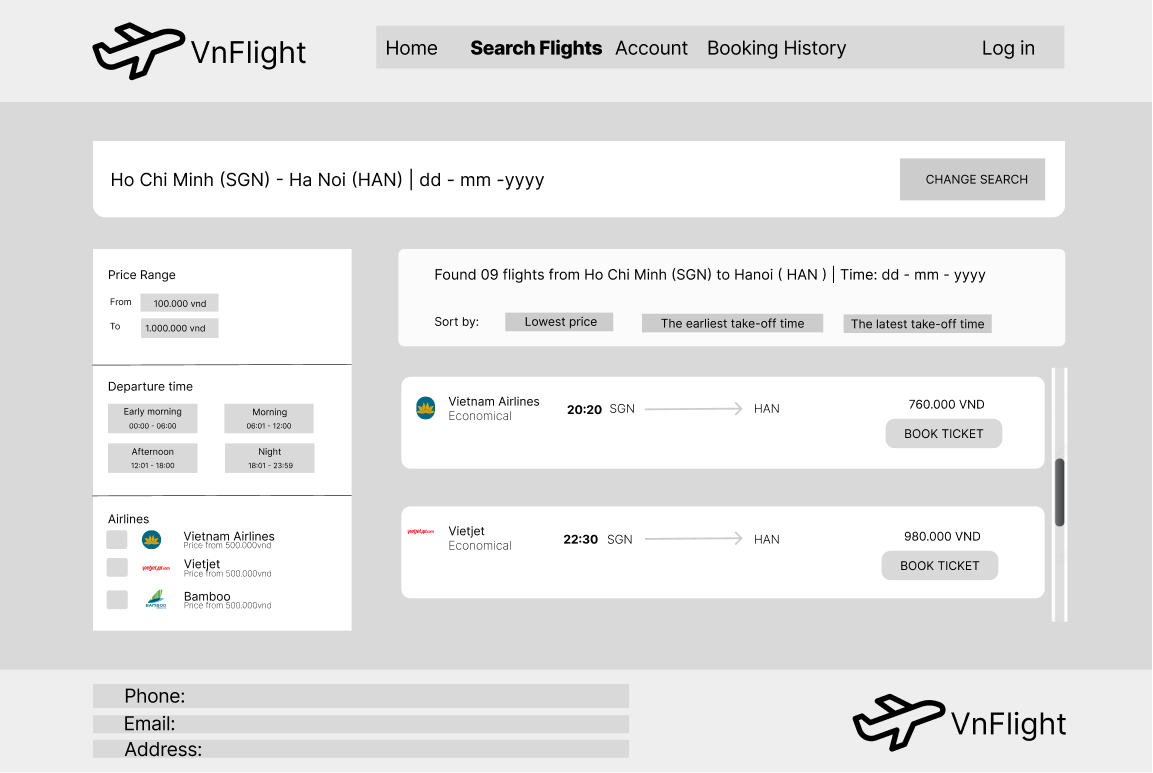 VnFlight
Home Search Flights Account Booking History Log in
Ho Chi Minh (SGN) - Ha Noi (HAN) | dd - mm -yyyy
CHANGE SEARCH
Price Range
From 100.000 vnd
To 1.000.000 vnd
Departure time
Early morning
00:00 - 06:00
Morning
06:01 - 12:00
Afternoon
12:01 - 18:00
Night
18:01 - 23:59
Airlines
Vietnam Airlines
Price from 500.000vnd
vietjetair.com
Vietjet
Price from 500.000vnd
BAMBOO
Bamboo
Price from 500.000vnd
Found 09 flights from Ho Chi Minh (SGN) to Hanoi ( HAN ) | Time: dd - mm - yyyy
Sort by: Lowest price The earliest take-off time The latest take-off time
Vietnam Airlines
Economical
20:20 SGN HAN
760.000 VND
BOOK TICKET
vietjetair.com
Vietjet
Economical
22:30 SGN HAN
980.000 VND
BOOK TICKET
Phone:
Email:
Address:
VnFlight